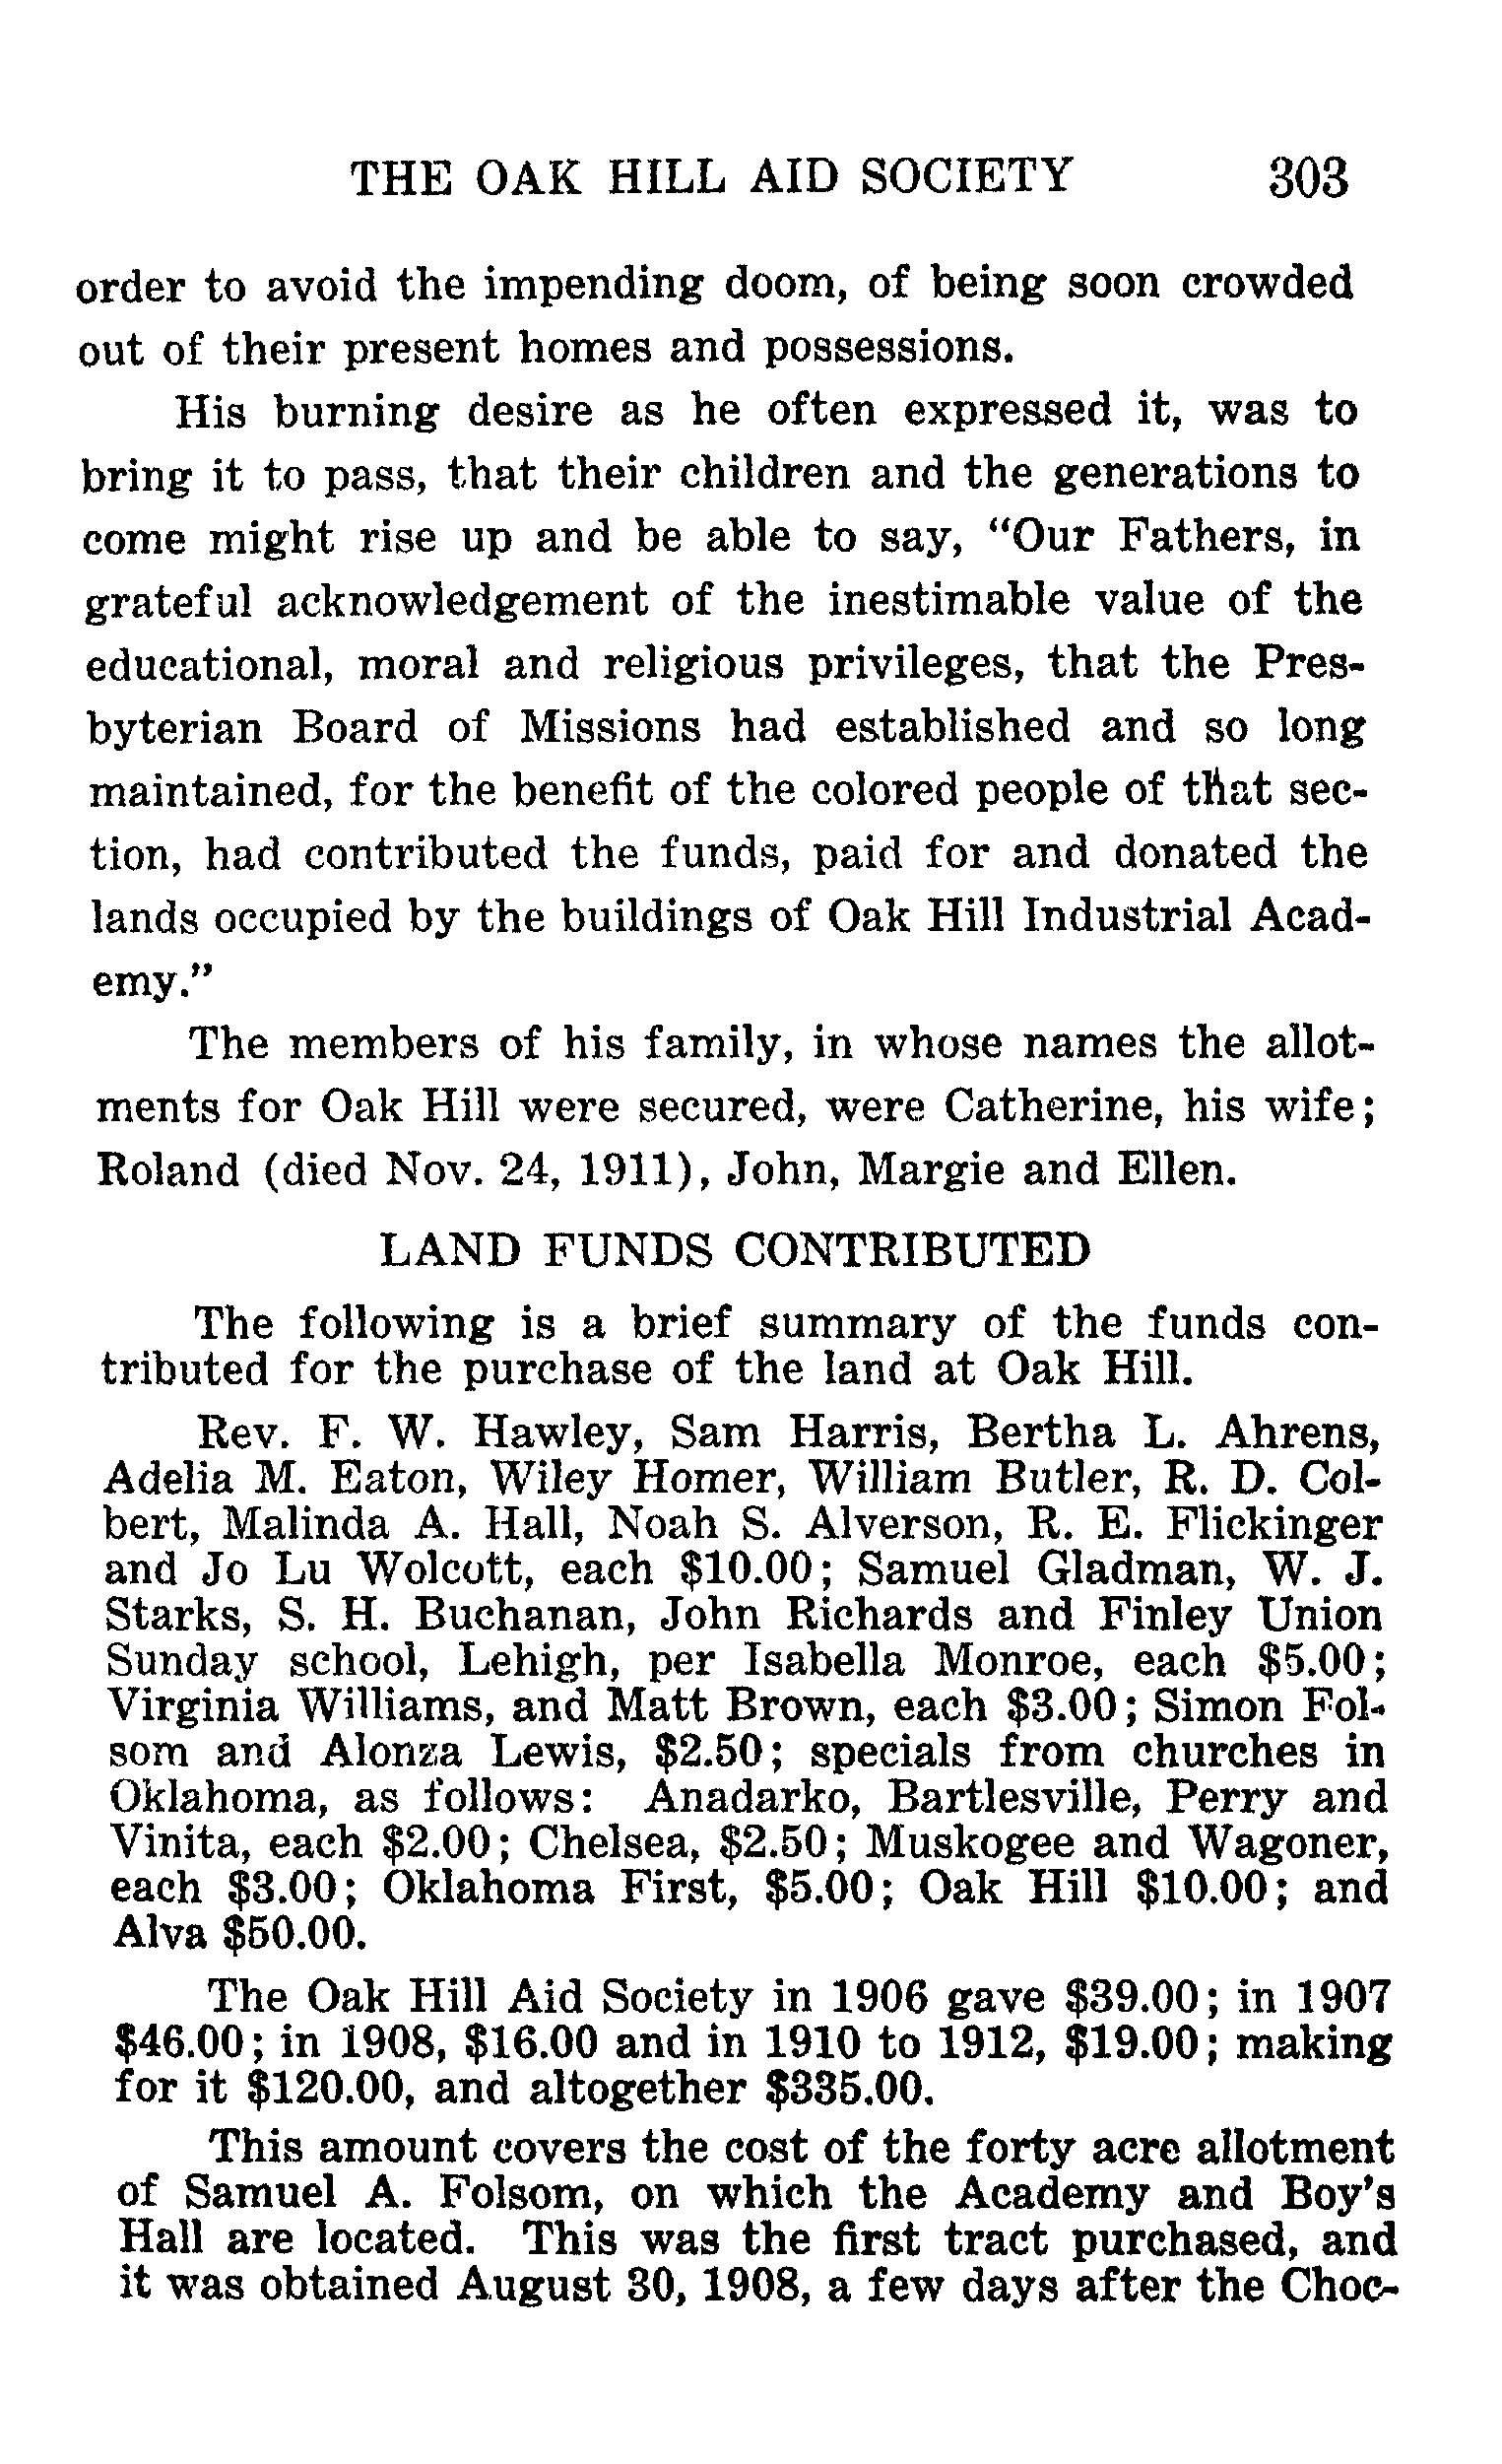 THE OAK HILL AID SOCIETY 303
order to avoid the impending doom, of being soon crowded
out of their present homes and possessions.
His burning desire as he often expressed it, was to
bring it to pass, that their children and the generations to
come might rise up and be able to say, "Our Fathers, in
grateful acknowledgement of the inestimable value of the
educational, moral and religious privileges, that the Pres-
byterian Board of Missions had established and so long
maintained, for the benefit of the colored people of that sec-
tion, had contributed the funds, paid for and donated the
lands occupied by the buildings of Oak Hill Industrial Acad-
emy."
The members of his family, in whose names the allot-
ments for Oak Hill were secured, were Catherine, his wife;
Roland (died Nov. 24, 1911), John, Margie and Ellen.
LAND FUNDS CONTRIBUTED
The following is a brief summary of the funds con-
tributed for the purchase of the land at Oak Hill.
Rev. F. W. Hawley, Sam Harris, Bertha L. Ahrens,
Adelia M. Eaton, Wiley Homer, William Butler, R. D. Col-
bert, Malinda A. Hall, Noah S. Alverson, R. E. Flickinger
and Jo Lu Wolcott, each $10.00; Samuel Gladman, W. J.
Starks, S. H. Buchanan, John Richards and Finley Union
Sunday school, Lehigh, per Isabella Monroe, each $5.00;
Virginia Williams, and Matt Brown, each $3.00; Simon Fol-
som and Alonza Lewis, $2.50; specials from churches in
Oklahoma, as follows: Anadarko, Bartlesville, Perry and
Vinita, each $2.00; Chelsea, $2.50; Muskogee and Wagoner,
each $3.00; Oklahoma First, $5.00; Oak Hill $10.00; and
Alva $50.00.
The Oak Hill Aid Society in 1906 gave $39.00; in 1907
$46.00; in 1908, $16.00 and in 1910 to 1912, $19.00; making
for it $120.00, and altogether $335.00.
This amount covers the cost of the forty acre allotment
of Samuel A. Folsom, on which the Academy and Boy's
Hall are located. This was the first tract purchased, and
it was obtained August 30, 1908, a few days after the Choc-